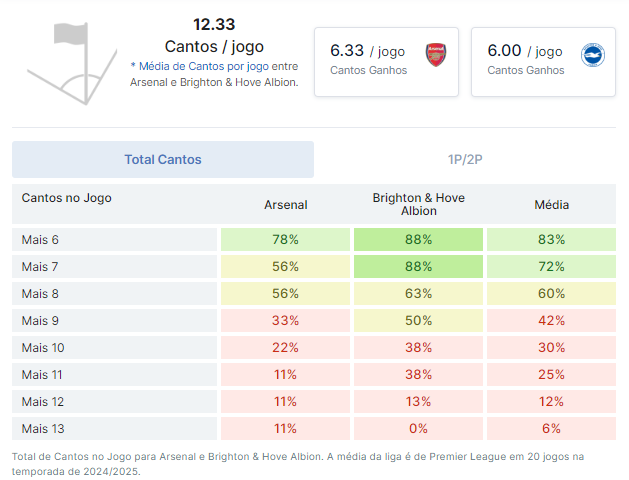 12.33
Cantos / jogo
* Média de Cantos por jogo entre
Arsenal e Brighton & Hove Albion.
6.33 / jogo
Cantos Ganhos
Arsenal
6.00 / jogo
Cantos Ganhos
Total Cantos
1P/2P
Cantos no Jogo Arsenal Brighton & Hove Albion Média
Mais 6 78% 88% 83%
Mais 7 56% 88% 72%
Mais 8 56% 63% 60%
Mais 9 33% 50% 42%
Mais 10 22% 38% 30%
Mais 11 11% 38% 25%
Mais 12 11% 13% 12%
Mais 13 11% 0% 6%
Total de Cantos no Jogo para Arsenal e Brighton & Hove Albion. A média da liga é de Premier League em 20 jogos na
temporada de 2024/2025.